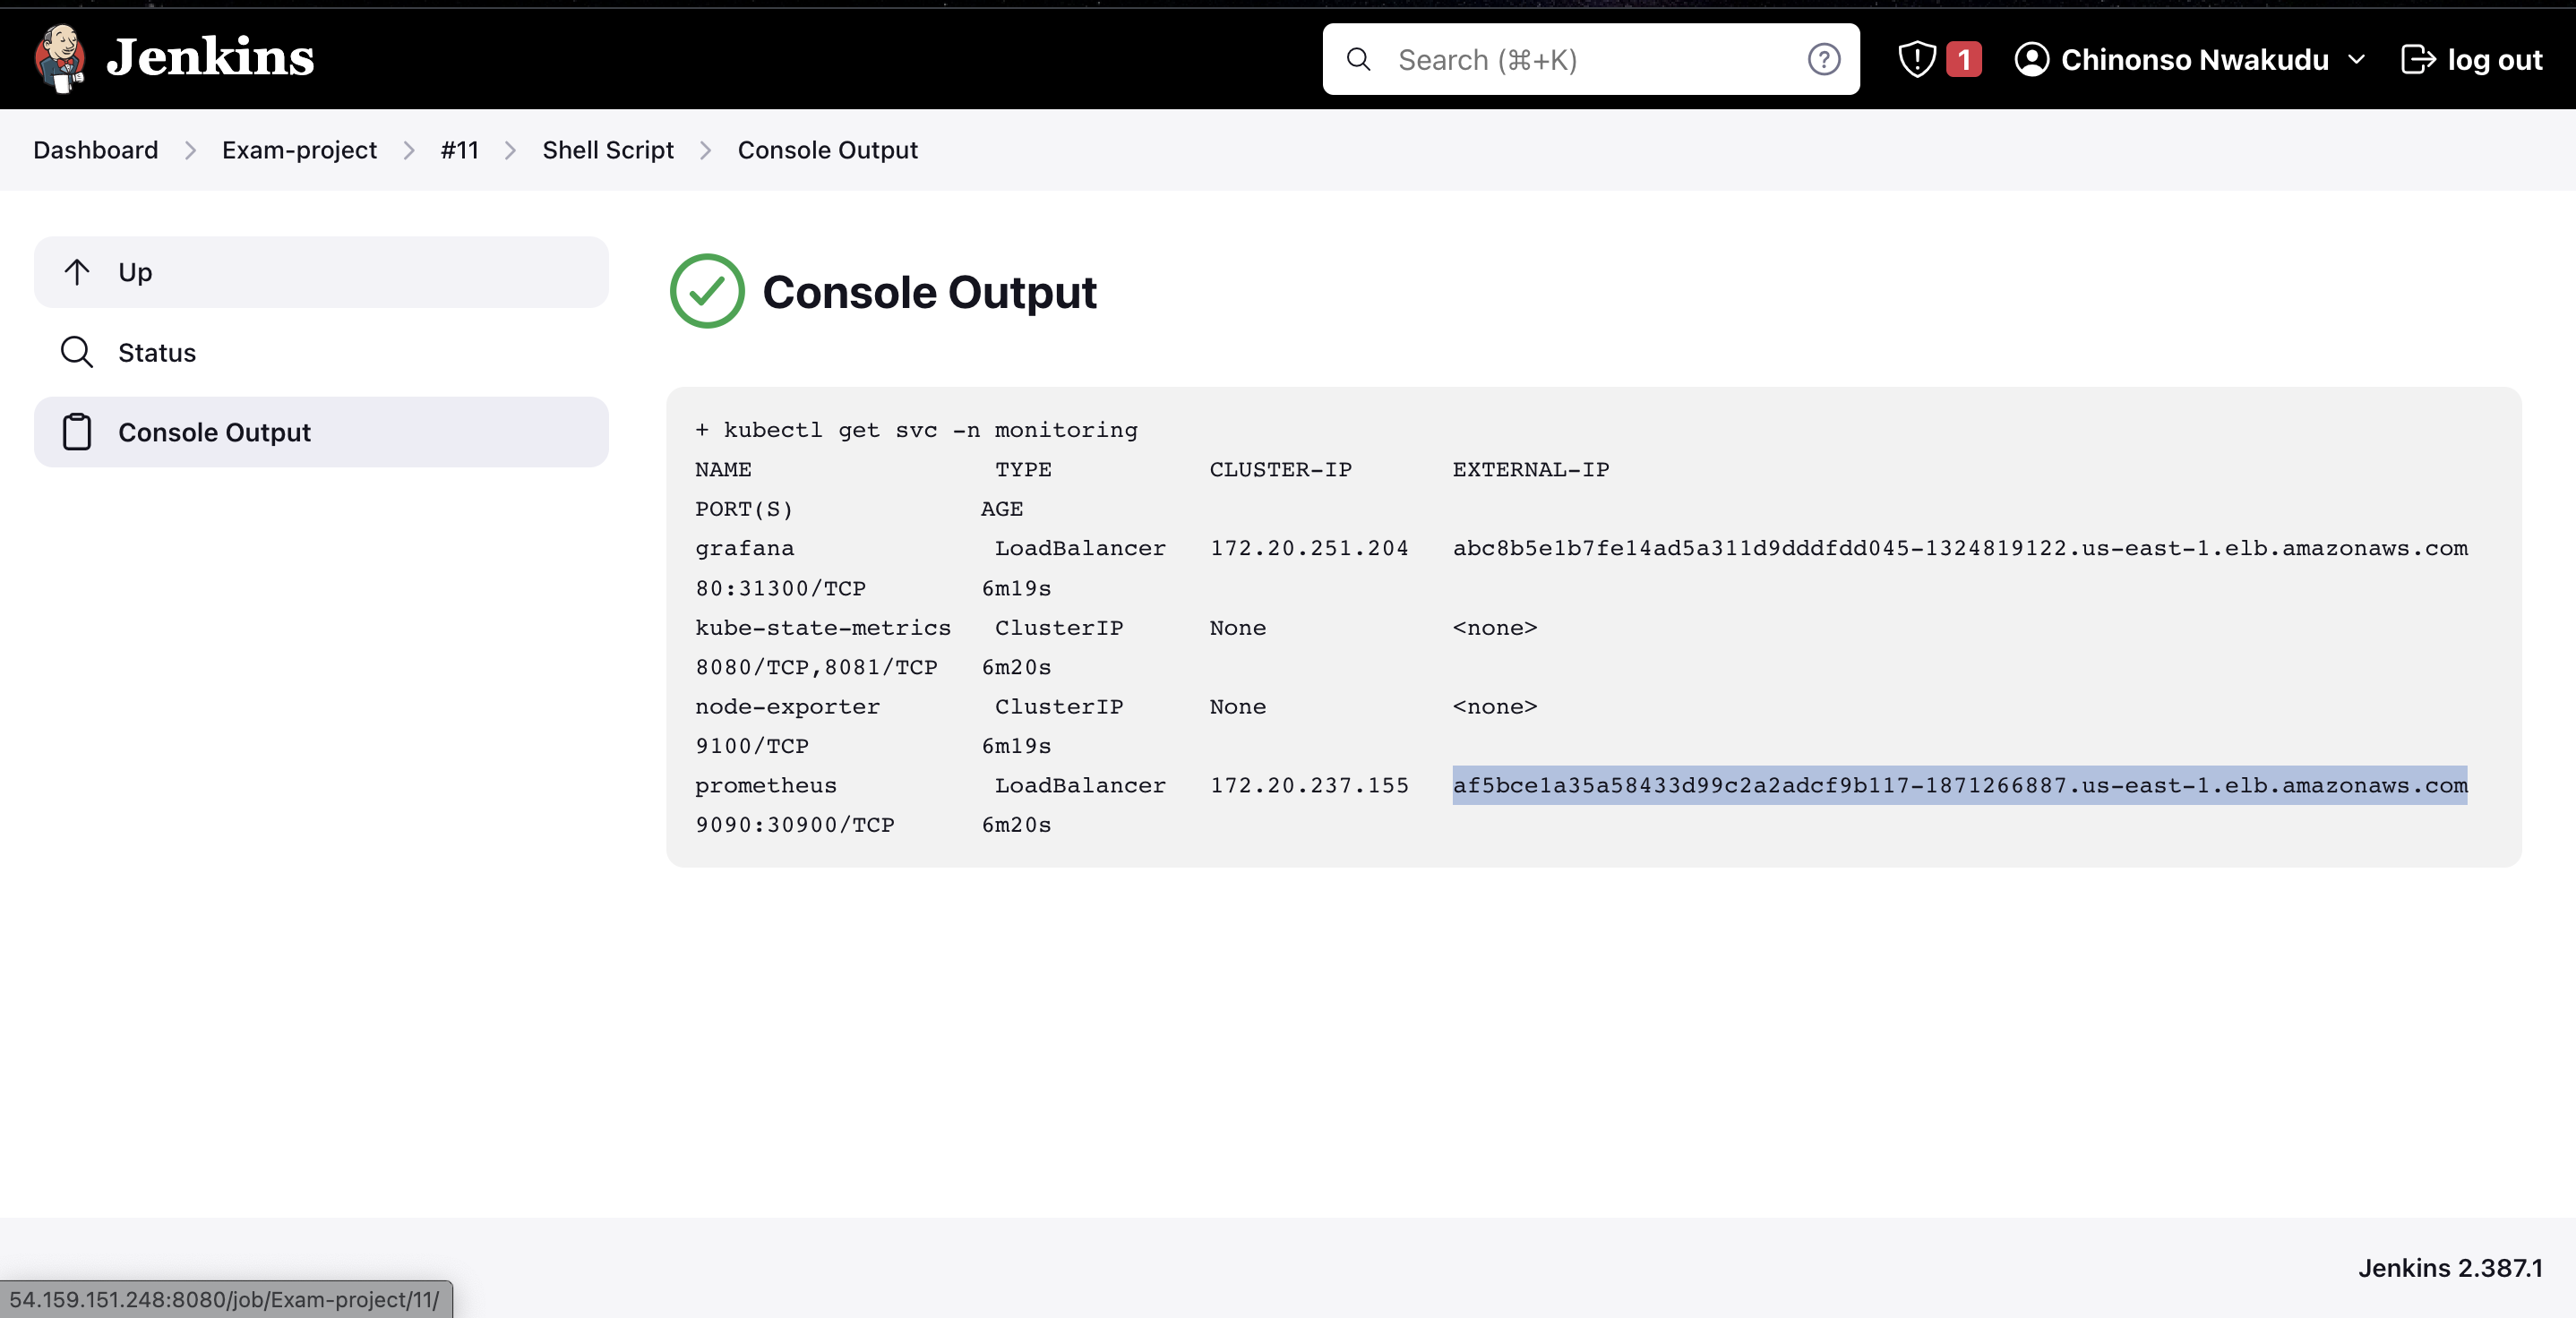 Jenkins
Search (⌘+K)
?
1
Chinonso Nwakudu
log out
Dashboard
Exam-project
#11
Shell Script
Console Output
Up
Status
Console Output
Console Output
+ kubectl get svc -n monitoring
NAME                 TYPE           CLUSTER-IP       EXTERNAL-IP
PORT(S)             AGE
grafana              LoadBalancer   172.20.251.204   abc8b5e1b7fe14ad5a311d9dddfdd045-1324819122.us-east-1.elb.amazonaws.com
80:31300/TCP        6m19s
kube-state-metrics   ClusterIP      None             <none>
8080/TCP,8081/TCP   6m20s
node-exporter        ClusterIP      None             <none>
9100/TCP            6m19s
prometheus           LoadBalancer   172.20.237.155   af5bce1a35a58433d99c2a2adcf9b117-1871266887.us-east-1.elb.amazonaws.com
9090:30900/TCP      6m20s
Jenkins 2.387.1
54.159.151.248:8080/job/Exam-project/11/